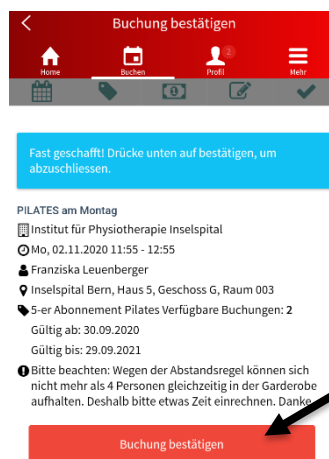 Buchung bestätigen
2
Home
Buchen
Profil
Mehr
Fast geschafft! Drücke unten auf bestätigen, um
abzuschliessen.
PILATES am Montag
Institut für Physiotherapie Inselspital
Mo, 02.11.2020 11:55 - 12:55
Franziska Leuenberger
Inselspital Bern, Haus 5, Geschoss G, Raum 003
5-er Abonnement Pilates Verfügbare Buchungen: 2
Gültig ab: 30.09.2020
Gültig bis: 29.09.2021
Bitte beachten: Wegen der Abstandsregel können sich
nicht mehr als 4 Personen gleichzeitig in der Garderobe
aufhalten. Deshalb bitte etwas Zeit einrechnen. Danke
Buchung bestätigen